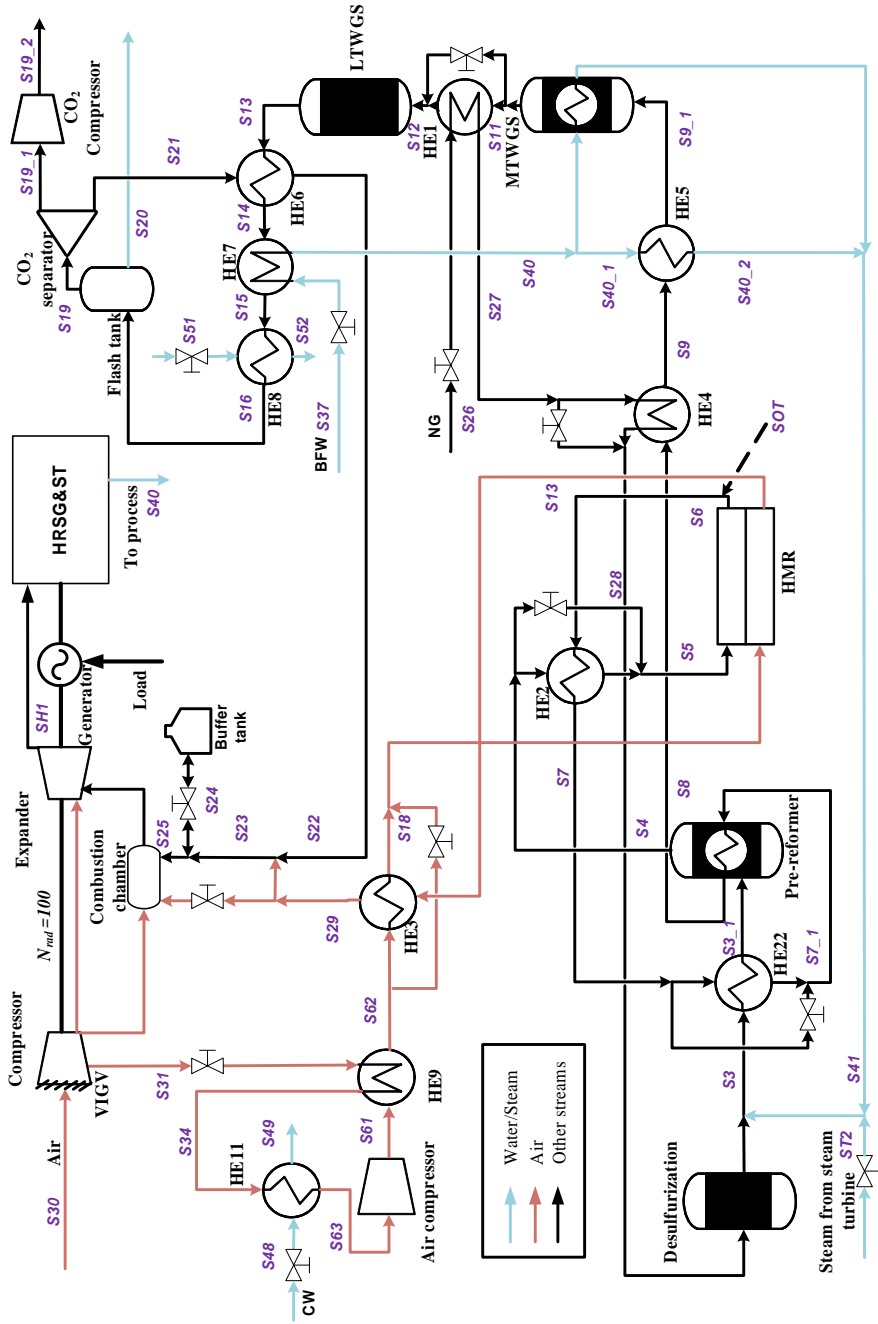 Compressor
Expander
CO2
separator
S19_1
S19_2
Air
S30
VIGV
Nrad =100
SH1
Generator
HRSG&ST
S19
CO2
Compressor
Flash tank
Combustion
chamber
Load
To process
S40
S20
S21
S31
S25
S34
S24
Buffer
tank
S51
HE11
S49
S23
HE7
S14
S13
S16
S15
HE6
LTWGS
S48
CW
S63
S61
HE9
S62
S29
S22
HE8
S52
S37
BFW
Air compressor
HE3
S18
S12
HE1
NG
S26
S27
S11
MTWGS
S40
Water/Steam
Air
Other streams
HE2
S13
S7
S28
S6
SOT
HE4
S9
S40_1
HE5
S9_1
S4
S5
S8
S40_2
Desulfurization
S3
S3_1
HE22
S7_1
Pre-reformer
HMR
Steam from steam
turbine
ST2
S41